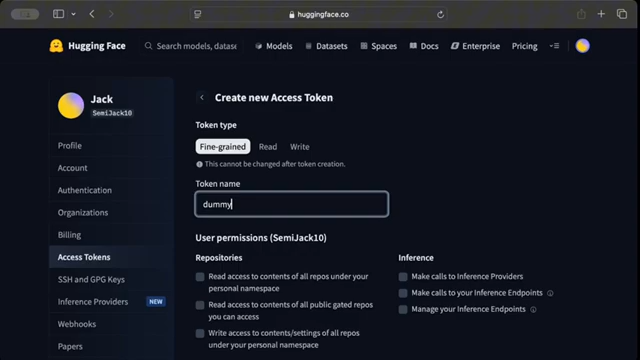 huggingface.co
Hugging Face
Search models, datase
Models
Datasets
Spaces
Docs
Enterprise
Pricing
Jack
SemiJack10
Profile
Account
Authentication
Organizations
Billing
Access Tokens
SSH and GPG Keys
Inference Providers NEW
Webhooks
Papers
Create new Access Token
Token type
Fine-grained Read Write
This cannot be changed after token creation.
Token name
dummy
User permissions (SemiJack10)
Repositories
Read access to contents of all repos under your
personal namespace
Read access to contents of all public gated repos
you can access
Write access to contents/settings of all repos
under your personal namespace
Inference
Make calls to Inference Providers
Make calls to your Inference Endpoints
Manage your Inference Endpoints